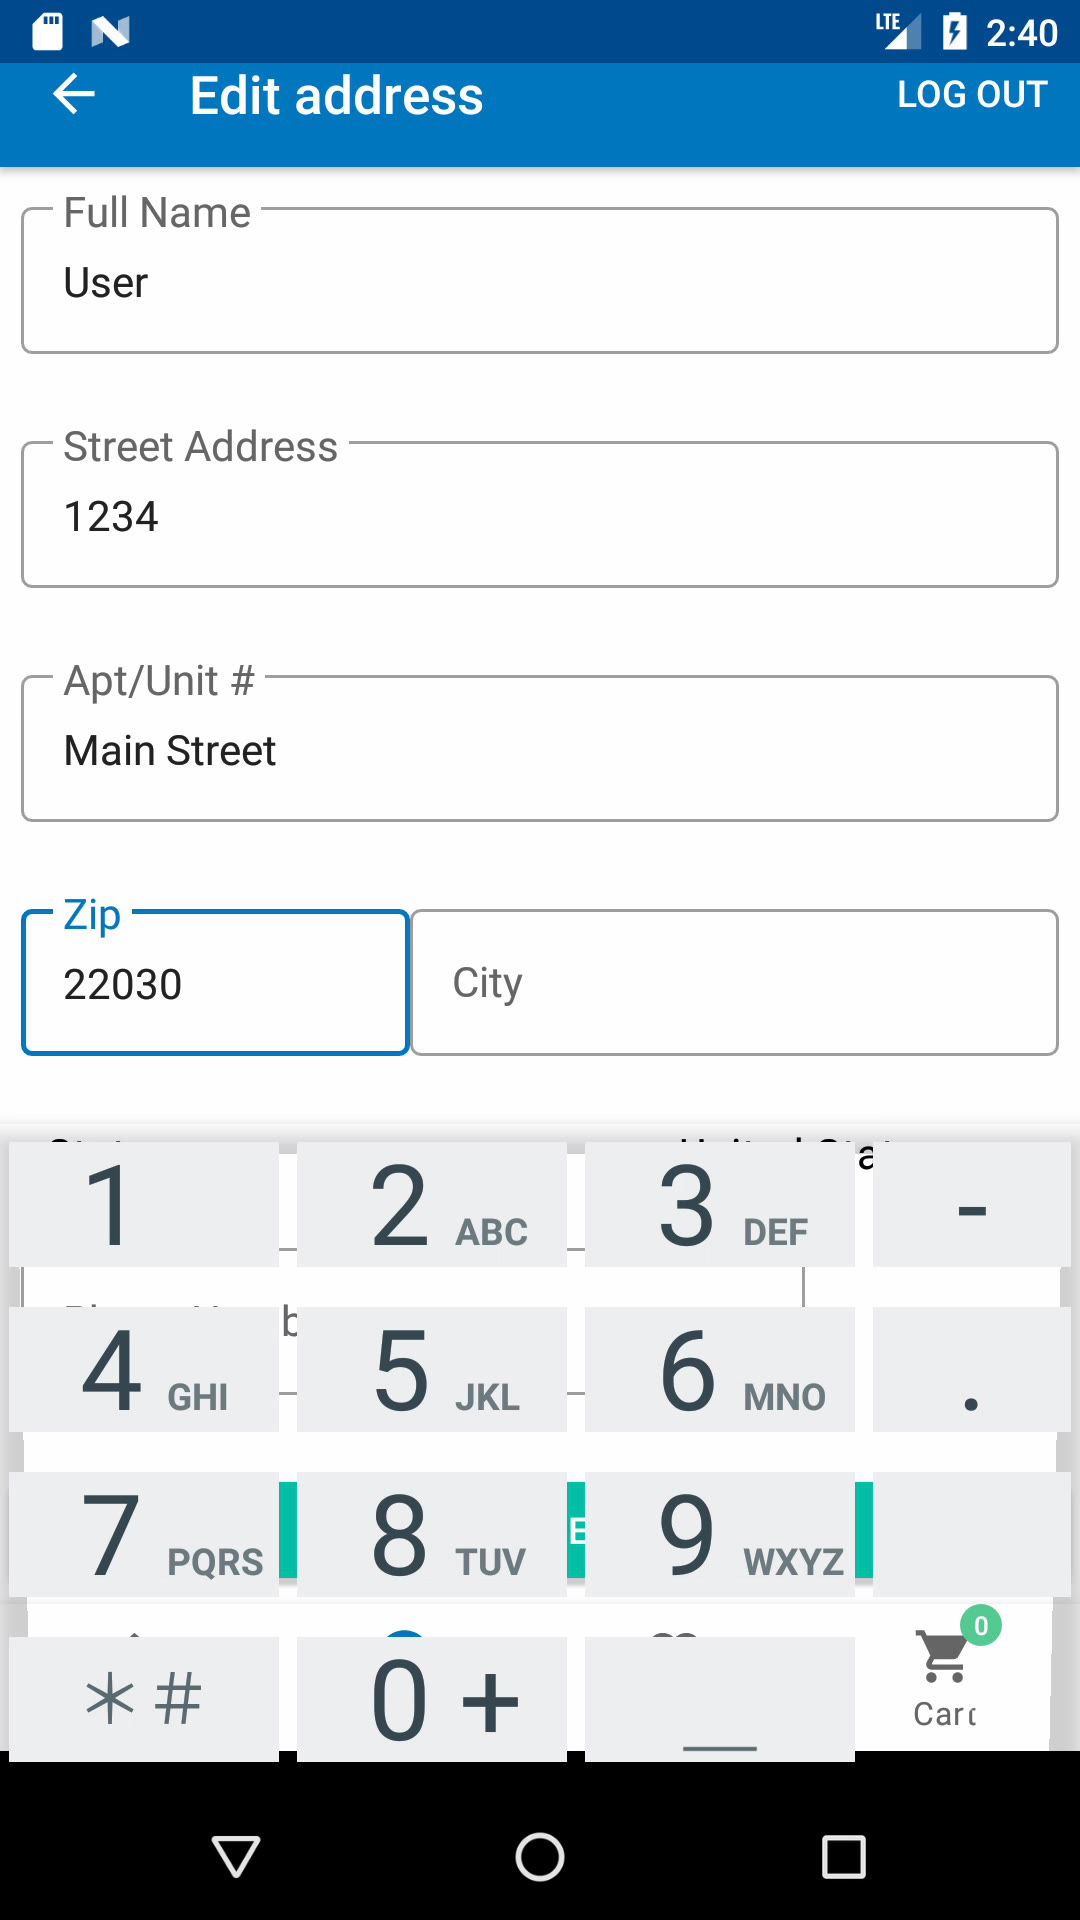 LTE 2:40
Edit address LOG OUT
Full Name
User
Street Address
1234
Apt/Unit #
Main Street
Zip
22030
City
1 2 ABC 3 DEF -
4 GHI 5 JKL 6 MNO .
7 PQRS 8 TUV 9 WXYZ
0
* # 0 + _